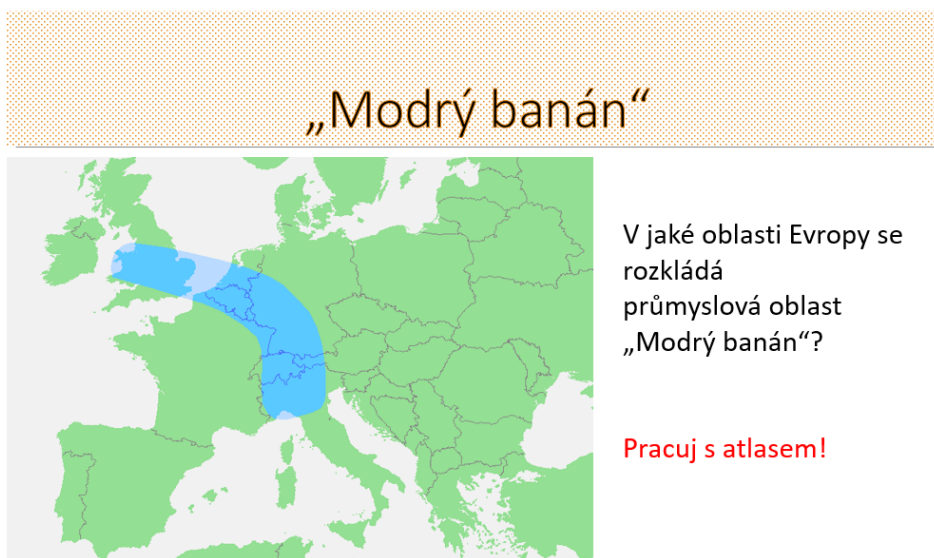 „Modrý banán“
V jaké oblasti Evropy se
rozkládá
průmyslová oblast
„Modrý banán“?
Pracuj s atlasem!